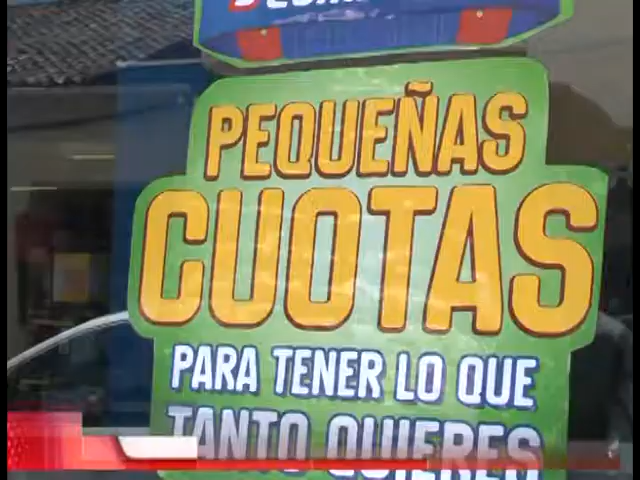 PEQUEÑAS
CUOTAS
PARA TENER LO QUE
TANTO QUIERES